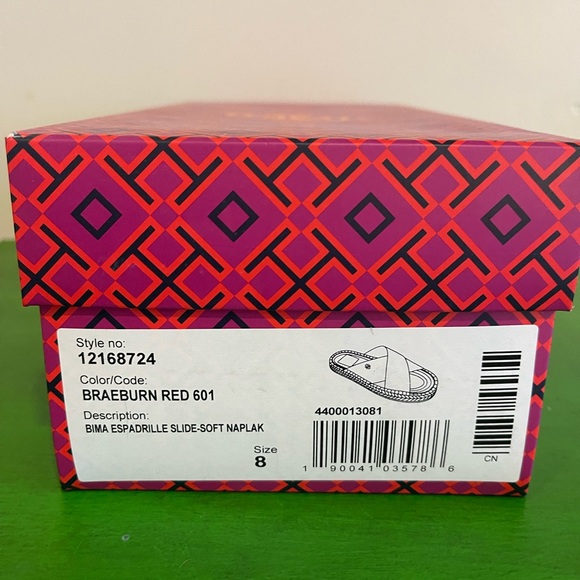 Style no:
12168724
Color/Code:
BRAEBURN RED 601
Description:
BIMA ESPADRILLE SLIDE-SOFT NAPLAK
Size
8
4400013081
1 90041 03578 6
CN